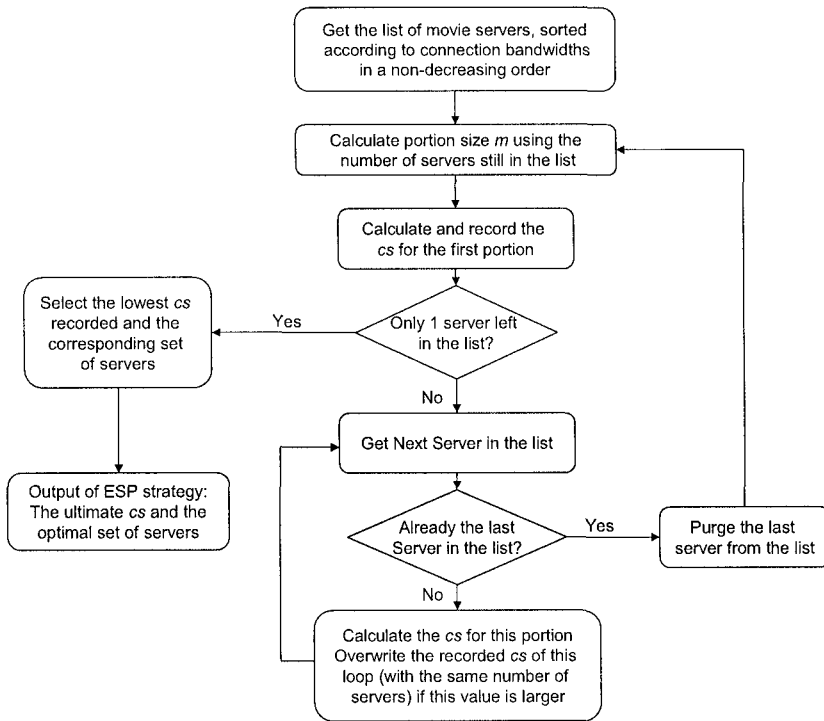 Get the list of movie servers, sorted
according to connection bandwidths
in a non-decreasing order
Calculate portion size m using the
number of servers still in the list
Calculate and record the
cs for the first portion
Select the lowest cs
recorded and the
corresponding set
of servers
Yes
Only 1 server left
in the list?
No
Get Next Server in the list
Output of ESP strategy:
The ultimate cs and the
optimal set of servers
Already the last
Server in the list?
Yes
Purge the last
server from the list
No
Calculate the cs for this portion
Overwrite the recorded cs of this
loop (with the same number of
servers) if this value is larger